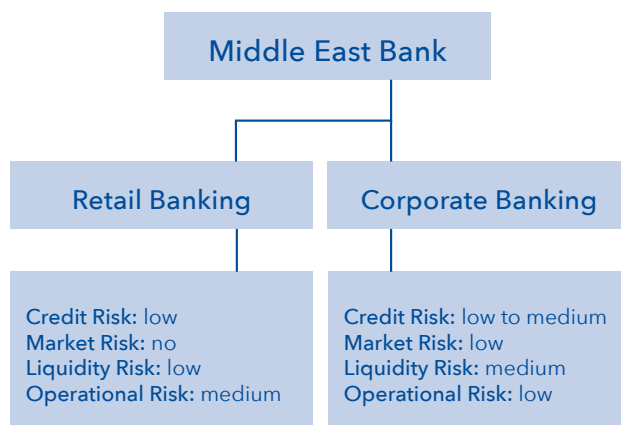 Middle East Bank
Retail Banking
Corporate Banking
Credit Risk: low
Market Risk: no
Liquidity Risk: low
Operational Risk: medium
Credit Risk: low to medium
Market Risk: low
Liquidity Risk: medium
Operational Risk: low